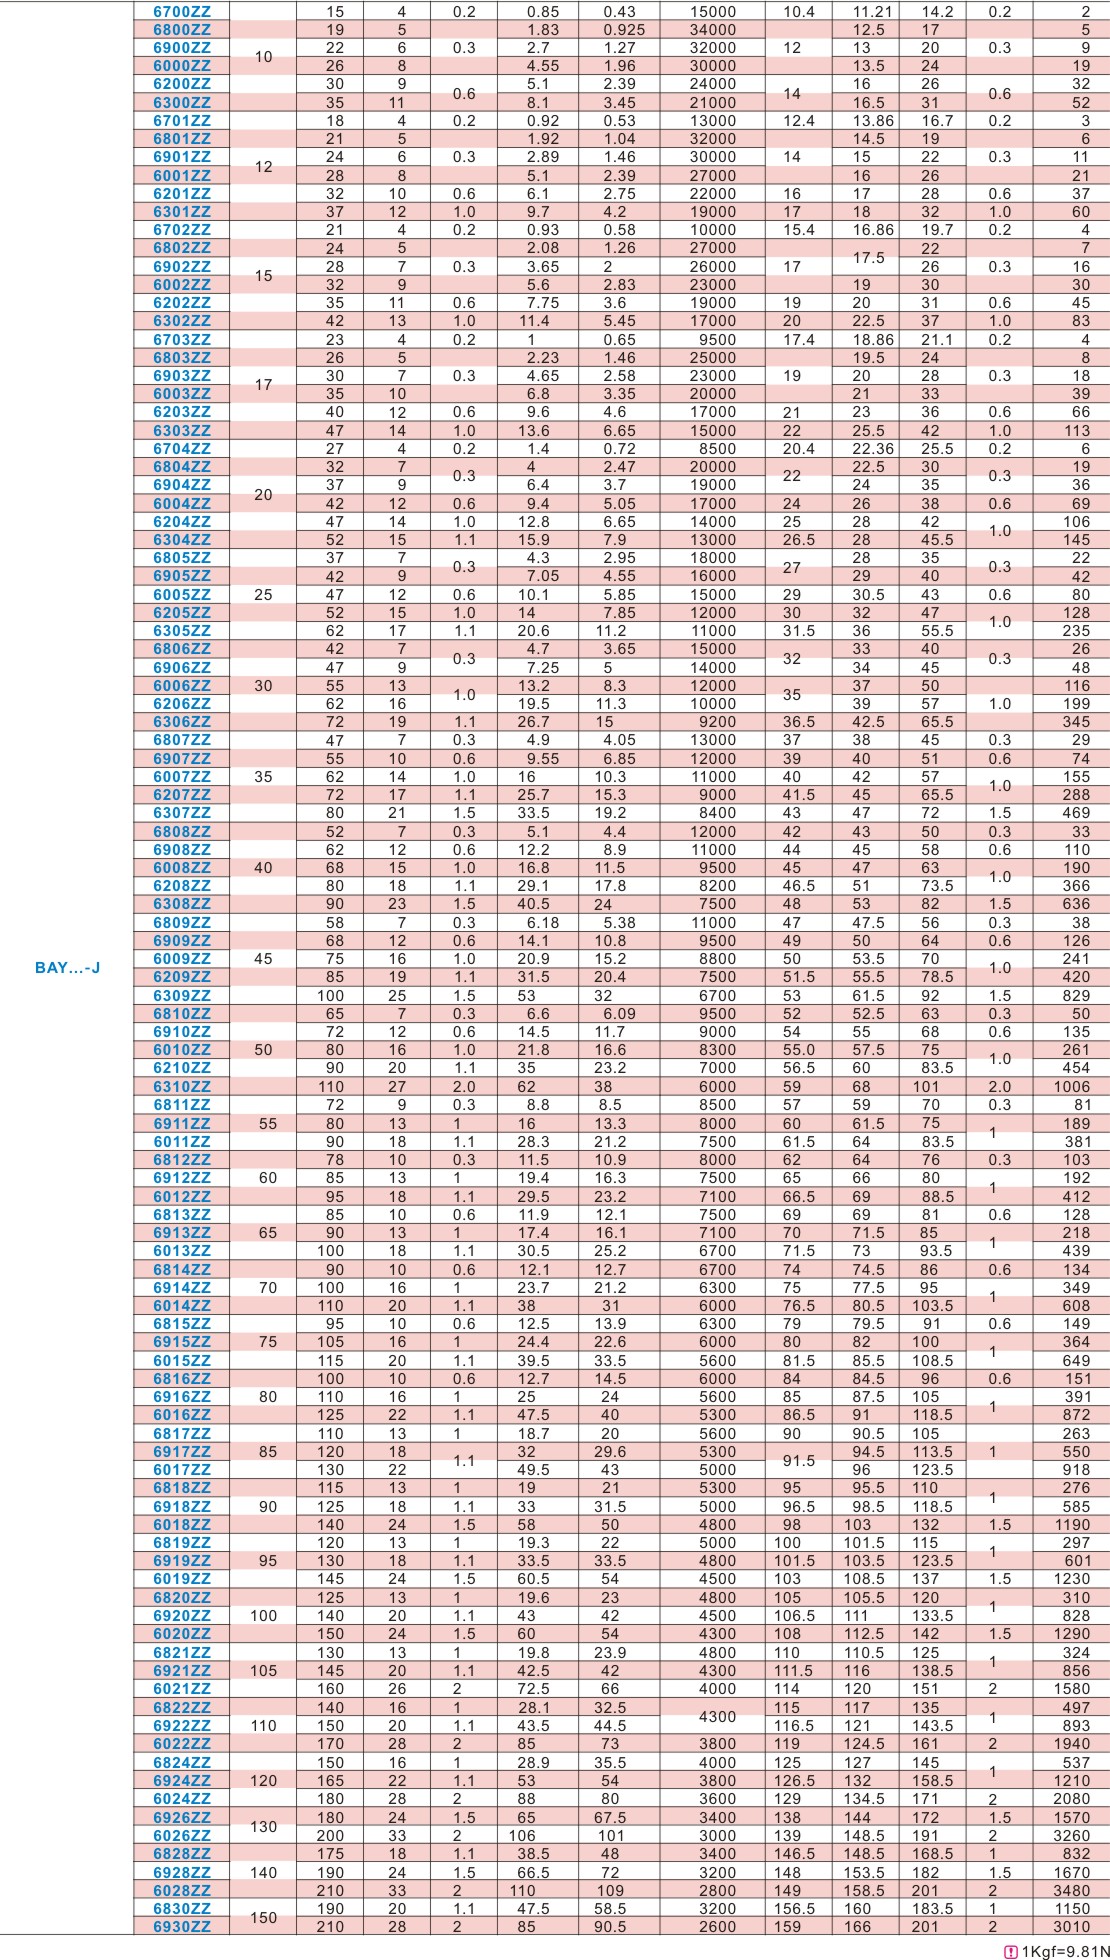 6700ZZ 15 4 0.2 0.85 0.43 15000 10.4 11.21 14.2 0.2 2
6800ZZ 19 5 1.83 0.925 34000 12.5 17 5
6900ZZ 10 22 6 0.3 2.7 1.27 32000 12 13 20 0.3 9
6000ZZ 26 8 4.55 1.96 30000 13.5 24 19
6200ZZ 30 9 0.6 5.1 2.39 24000 14 16 26 0.6 32
6300ZZ 35 11 8.1 3.45 21000 16.5 31 52
6701ZZ 18 4 0.2 0.92 0.53 13000 12.4 13.86 16.7 0.2 3
6801ZZ 21 5 1.92 1.04 32000 14.5 19 6
6901ZZ 12 24 6 0.3 2.89 1.46 30000 14 15 22 0.3 11
6001ZZ 28 8 5.1 2.39 27000 16 26 21
6201ZZ 32 10 0.6 6.1 2.75 22000 16 17 28 0.6 37
6301ZZ 37 12 1.0 9.7 4.2 19000 17 18 32 1.0 60
6702ZZ 21 4 0.2 0.93 0.58 10000 15.4 16.86 19.7 0.2 4
6802ZZ 24 5 2.08 1.26 27000 17.5 22 7
6902ZZ 15 28 7 0.3 3.65 2 26000 17 26 0.3 16
6002ZZ 32 9 5.6 2.83 23000 19 30 30
6202ZZ 35 11 0.6 7.75 3.6 19000 19 20 31 0.6 45
6302ZZ 42 13 1.0 11.4 5.45 17000 20 22.5 37 1.0 83
6703ZZ 23 4 0.2 1 0.65 9500 17.4 18.86 21.1 0.2 4
6803ZZ 26 5 2.23 1.46 25000 19.5 24 8
6903ZZ 17 30 7 0.3 4.65 2.58 23000 19 20 28 0.3 18
6003ZZ 35 10 6.8 3.35 20000 21 33 39
6203ZZ 40 12 0.6 9.6 4.6 17000 21 23 36 0.6 66
6303ZZ 47 14 1.0 13.6 6.65 15000 22 25.5 42 1.0 113
6704ZZ 27 4 0.2 1.4 0.72 8500 20.4 22.36 25.5 0.2 6
6804ZZ 32 7 0.3 4 2.47 20000 22 22.5 30 0.3 19
6904ZZ 20 37 9 6.4 3.7 19000 24 35 36
6004ZZ 42 12 0.6 9.4 5.05 17000 24 26 38 0.6 69
6204ZZ 47 14 1.0 12.8 6.65 14000 25 28 42 1.0 106
6304ZZ 52 15 1.1 15.9 7.9 13000 26.5 28 45.5 145
6805ZZ 37 7 0.3 4.3 2.95 18000 27 28 35 0.3 22
6905ZZ 42 9 7.05 4.55 16000 29 40 42
6005ZZ 25 47 12 0.6 10.1 5.85 15000 29 30.5 43 0.6 80
6205ZZ 52 15 1.0 14 7.85 12000 30 32 47 1.0 128
6305ZZ 62 17 1.1 20.6 11.2 11000 31.5 36 55.5 235
6806ZZ 42 7 0.3 4.7 3.65 15000 32 33 40 0.3 26
6906ZZ 47 9 7.25 5 14000 34 45 48
6006ZZ 30 55 13 1.0 13.2 8.3 12000 35 37 50 116
6206ZZ 62 16 19.5 11.3 10000 39 57 1.0 199
6306ZZ 72 19 1.1 26.7 15 9200 36.5 42.5 65.5 345
6807ZZ 47 7 0.3 4.9 4.05 13000 37 38 45 0.3 29
6907ZZ 55 10 0.6 9.55 6.85 12000 39 40 51 0.6 74
6007ZZ 35 62 14 1.0 16 10.3 11000 40 42 57 1.0 155
6207ZZ 72 17 1.1 25.7 15.3 9000 41.5 45 65.5 288
6307ZZ 80 21 1.5 33.5 19.2 8400 43 47 72 1.5 469
6808ZZ 52 7 0.3 5.1 4.4 12000 42 43 50 0.3 33
6908ZZ 62 12 0.6 12.2 8.9 11000 44 45 58 0.6 110
6008ZZ 40 68 15 1.0 16.8 11.5 9500 45 47 63 1.0 190
6208ZZ 80 18 1.1 29.1 17.8 8200 46.5 51 73.5 366
6308ZZ 90 23 1.5 40.5 24 7500 48 53 82 1.5 636
6809ZZ 58 7 0.3 6.18 5.38 11000 47 47.5 56 0.3 38
6909ZZ 68 12 0.6 14.1 10.8 9500 49 50 64 0.6 126
BAY...-J 6009ZZ 45 75 16 1.0 20.9 15.2 8800 50 53.5 70 1.0 241
6209ZZ 85 19 1.1 31.5 20.4 7500 51.5 55.5 78.5 420
6309ZZ 100 25 1.5 53 32 6700 53 61.5 92 1.5 829
6810ZZ 65 7 0.3 6.6 6.09 9500 52 52.5 63 0.3 50
6910ZZ 72 12 0.6 14.5 11.7 9000 54 55 68 0.6 135
6010ZZ 50 80 16 1.0 21.8 16.6 8300 55.0 57.5 75 1.0 261
6210ZZ 90 20 1.1 35 23.2 7000 56.5 60 83.5 454
6310ZZ 110 27 2.0 62 38 6000 59 68 101 2.0 1006
6811ZZ 72 9 0.3 8.8 8.5 8500 57 59 70 0.3 81
6911ZZ 55 80 13 1 16 13.3 8000 60 61.5 75 1 189
6011ZZ 90 18 1.1 28.3 21.2 7500 61.5 64 83.5 381
6812ZZ 78 10 0.3 11.5 10.9 8000 62 64 76 0.3 103
6912ZZ 60 85 13 1 19.4 16.3 7500 65 66 80 1 192
6012ZZ 95 18 1.1 29.5 23.2 7100 66.5 69 88.5 412
6813ZZ 85 10 0.6 11.9 12.1 7500 69 69 81 0.6 128
6913ZZ 65 90 13 1 17.4 16.1 7100 70 71.5 85 1 218
6013ZZ 100 18 1.1 30.5 25.2 6700 71.5 73 93.5 439
6814ZZ 90 10 0.6 12.1 12.7 6700 74 74.5 86 0.6 134
6914ZZ 70 100 16 1 23.7 21.2 6300 75 77.5 95 1 349
6014ZZ 110 20 1.1 38 31 6000 76.5 80.5 103.5 608
6815ZZ 95 10 0.6 12.5 13.9 6300 79 79.5 91 0.6 149
6915ZZ 75 105 16 1 24.4 22.6 6000 80 82 100 1 364
6015ZZ 115 20 1.1 39.5 33.5 5600 81.5 85.5 108.5 649
6816ZZ 100 10 0.6 12.7 14.5 6000 84 84.5 96 0.6 151
6916ZZ 80 110 16 1 25 24 5600 85 87.5 105 1 391
6016ZZ 125 22 1.1 47.5 40 5300 86.5 91 118.5 872
6817ZZ 110 13 1 18.7 20 5600 90 90.5 105 263
6917ZZ 85 120 18 1.1 32 29.6 5300 91.5 94.5 113.5 1 550
6017ZZ 130 22 49.5 43 5000 96 123.5 918
6818ZZ 115 13 1 19 21 5300 95 95.5 110 1 276
6918ZZ 90 125 18 1.1 33 31.5 5000 96.5 98.5 118.5 585
6018ZZ 140 24 1.5 58 50 4800 98 103 132 1.5 1190
6819ZZ 120 13 1 19.3 22 5000 100 101.5 115 1 297
6919ZZ 95 130 18 1.1 33.5 33.5 4800 101.5 103.5 123.5 601
6019ZZ 145 24 1.5 60.5 54 4500 103 108.5 137 1.5 1230
6820ZZ 125 13 1 19.6 23 4800 105 105.5 120 1 310
6920ZZ 100 140 20 1.1 43 42 4500 106.5 111 133.5 828
6020ZZ 150 24 1.5 60 54 4300 108 112.5 142 1.5 1290
6821ZZ 130 13 1 19.8 23.9 4800 110 110.5 125 1 324
6921ZZ 105 145 20 1.1 42.5 42 4300 111.5 116 138.5 856
6021ZZ 160 26 2 72.5 66 4000 114 120 151 2 1580
6822ZZ 140 16 1 28.1 32.5 4300 115 117 135 1 497
6922ZZ 110 150 20 1.1 43.5 44.5 116.5 121 143.5 893
6022ZZ 170 28 2 85 73 3800 119 124.5 161 2 1940
6824ZZ 150 16 1 28.9 35.5 4000 125 127 145 1 537
6924ZZ 120 165 22 1.1 53 54 3800 126.5 132 158.5 1210
6024ZZ 180 28 2 88 80 3600 129 134.5 171 2 2080
6926ZZ 130 180 24 1.5 65 67.5 3400 138 144 172 1.5 1570
6026ZZ 200 33 2 106 101 3000 139 148.5 191 2 3260
6828ZZ 175 18 1.1 38.5 48 3400 146.5 148.5 168.5 1 832
6928ZZ 140 190 24 1.5 66.5 72 3200 148 153.5 182 1.5 1670
6028ZZ 210 33 2 110 109 2800 149 158.5 201 2 3480
6830ZZ 150 190 20 1.1 47.5 58.5 3200 156.5 160 183.5 1 1150
6930ZZ 210 28 2 85 90.5 2600 159 166 201 2 3010
1Kgf=9.81N